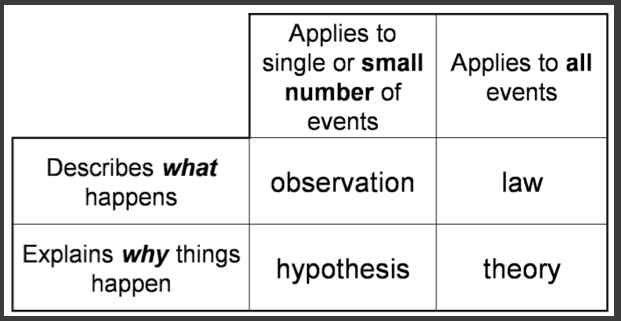 Applies to
single or small
number of
events
Applies to all
events
Describes what
happens
observation
law
Explains why things
happen
hypothesis
theory